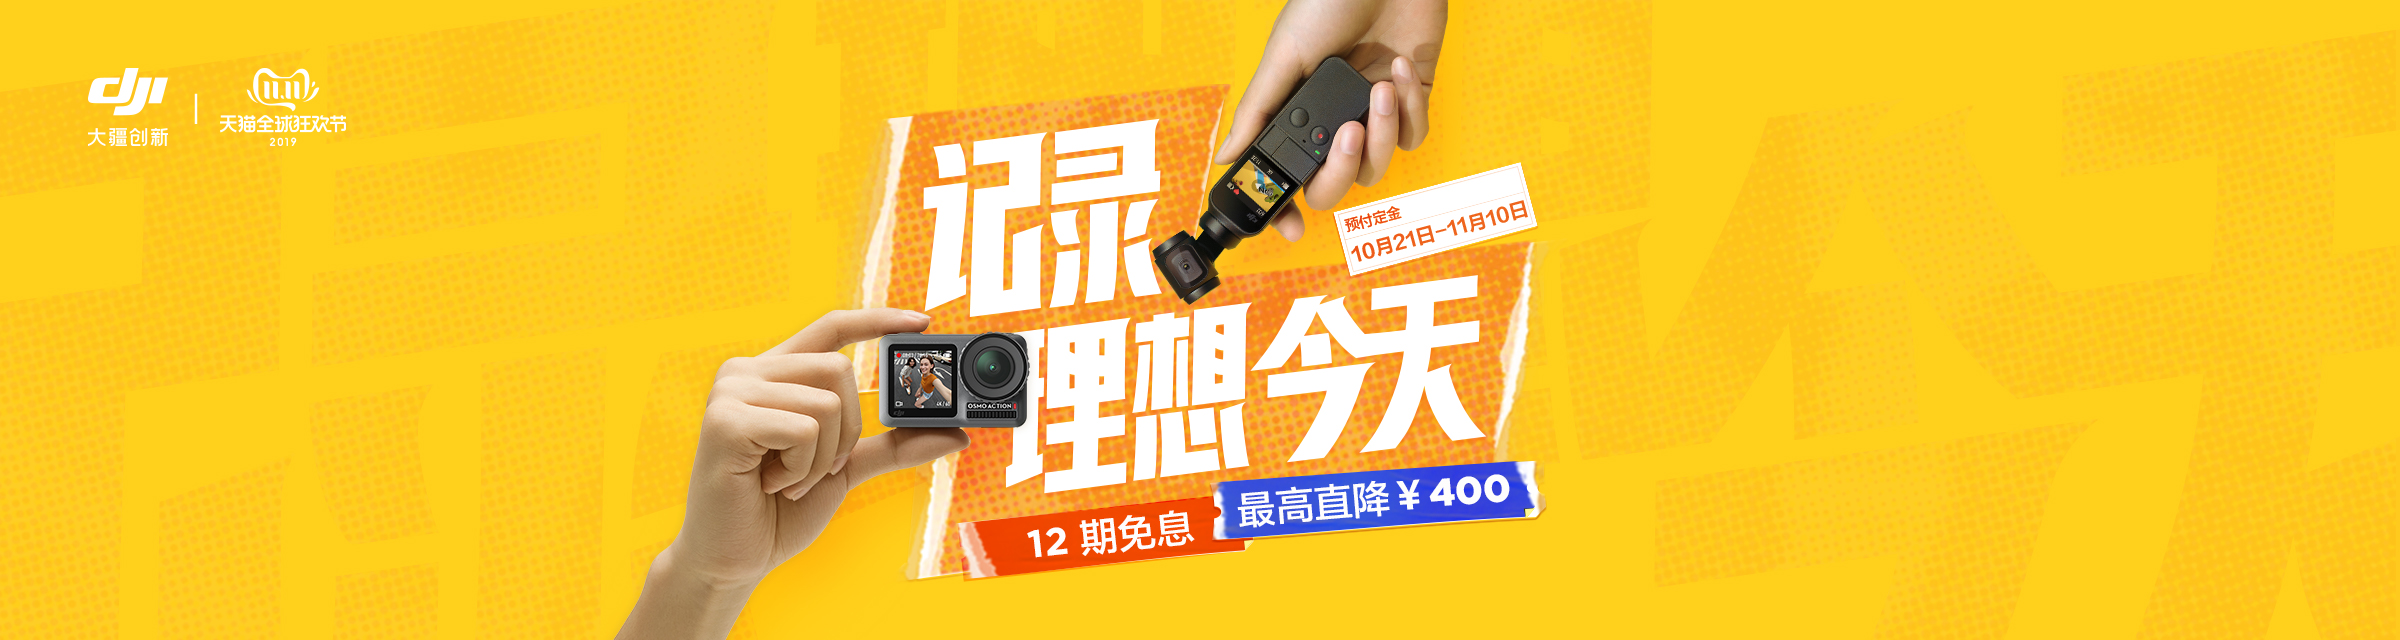 dji
大疆创新
11.11
天猫全球狂欢节
2019
记录
理想今天
预付定金
10月21日-11月10日
OSMO ACTION
4K/60
12 期免息
最高直降¥400